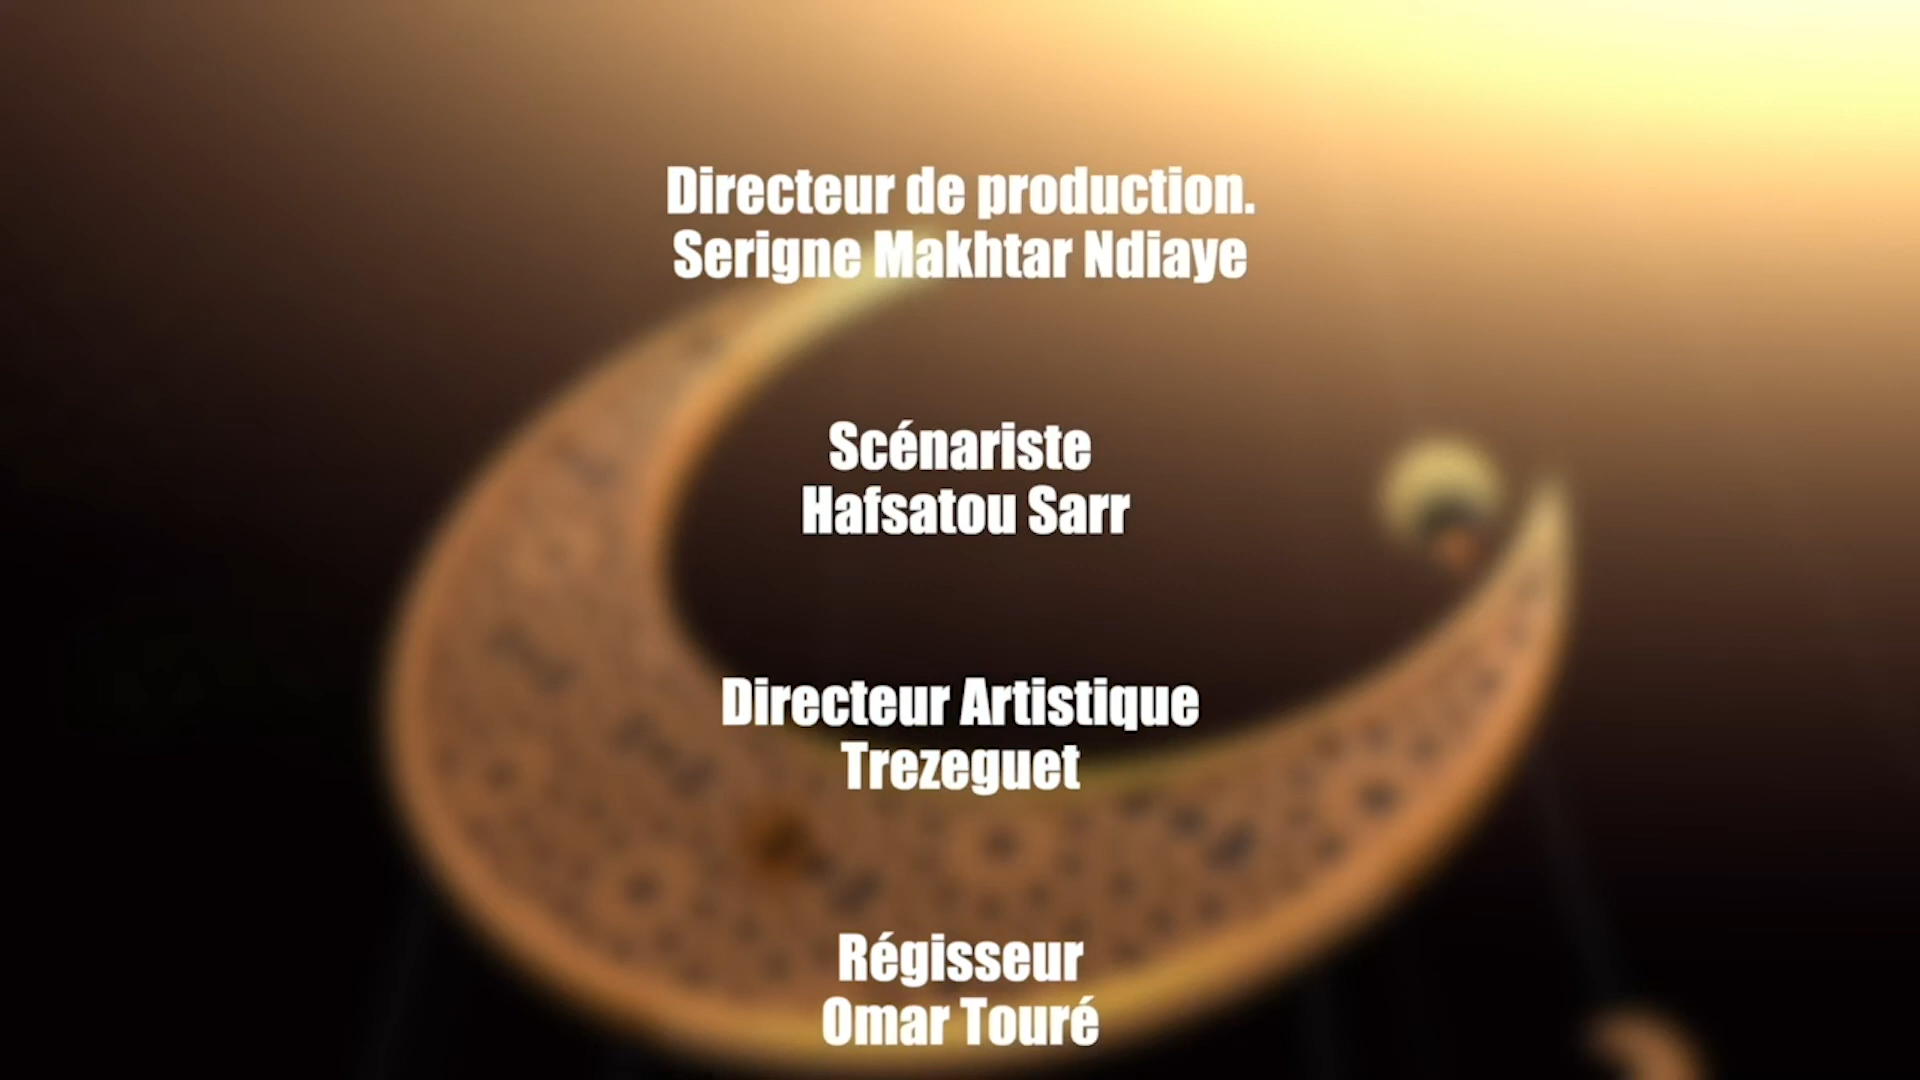 Directeur de production.
Serigne Makhtar Ndiaye
Scénariste
Hafsatou Sarr
Directeur Artistique
Trezeguet
Régisseur
Omar Touré